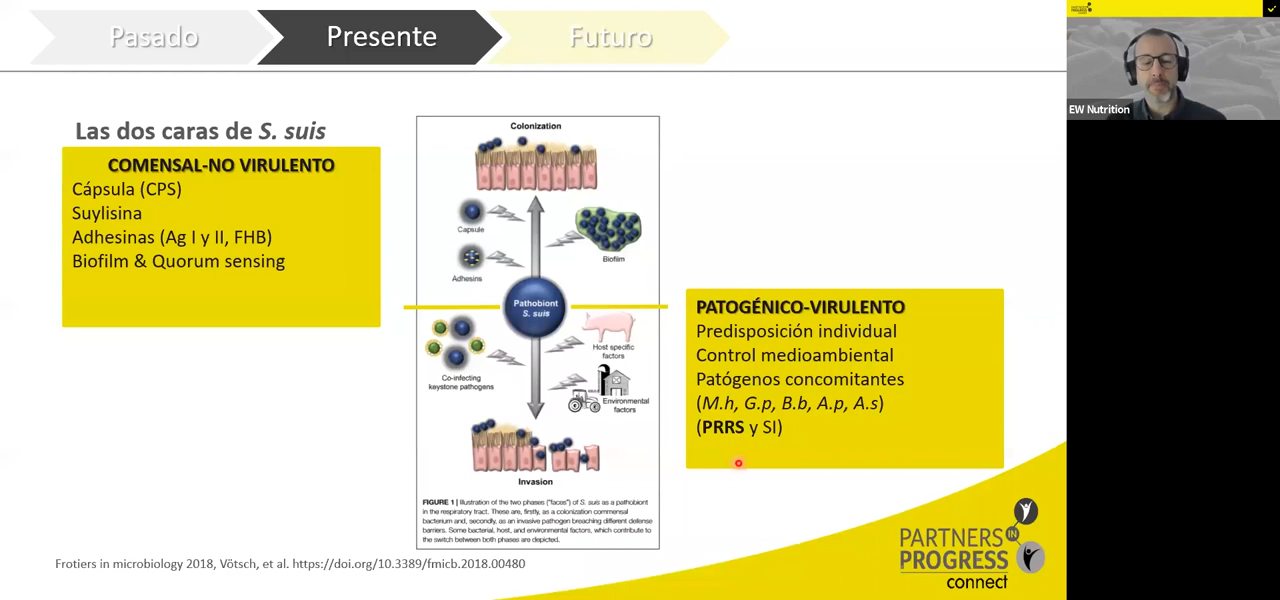 Pasado
Presente
Futuro
Las dos caras de S. suis
COMENSAL-NO VIRULENTO
Cápsula (CPS)
Suylisina
Adhesinas (Ag I y II, FHB)
Biofilm & Quorum sensing
Colonization
Capsule
Adhesins
Biofilm
Pathobiont
S. suis
Co-infecting
keystone pathogens
Host specific
factors
Environmental
factors
Invasion
FIGURE 1 | Illustration of the two phases ("faces") of S. suis as a pathobiont
in the respiratory tract. These are, firstly, as a colonization commensal
bacterium and, secondly, as an invasive pathogen breaching different defense
barriers. Some bacterial, host, and environmental factors, which contribute to
the switch between both phases are depicted.
PATOGÉNICO-VIRULENTO
Predisposición individual
Control medioambiental
Patógenos concomitantes
(M.h, G.p, B.b, A.p, A.s)
(PRRS y SI)
Frotiers in microbiology 2018, Vötsch, et al. https://doi.org/10.3389/fmicb.2018.00480
PARTNERS
IN
PROGRESS
connect
PARTNERS
PROGRESS
EW Nutrition